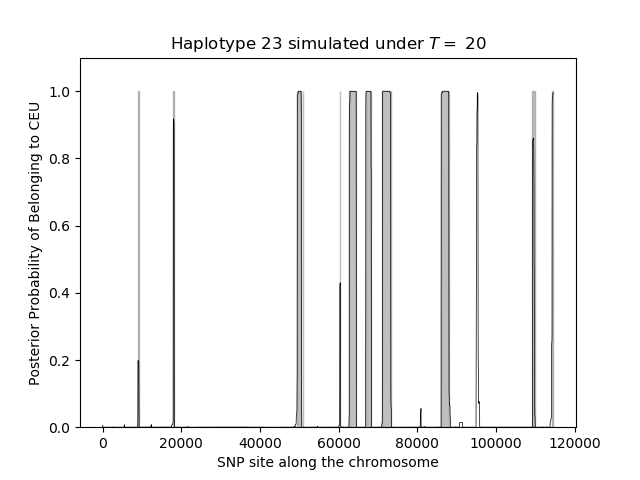 Haplotype 23 simulated under T = 20
Posterior Probability of Belonging to CEU
1.0
0.8
0.6
0.4
0.2
0.0
0 20000 40000 60000 80000 100000 120000
SNP site along the chromosome